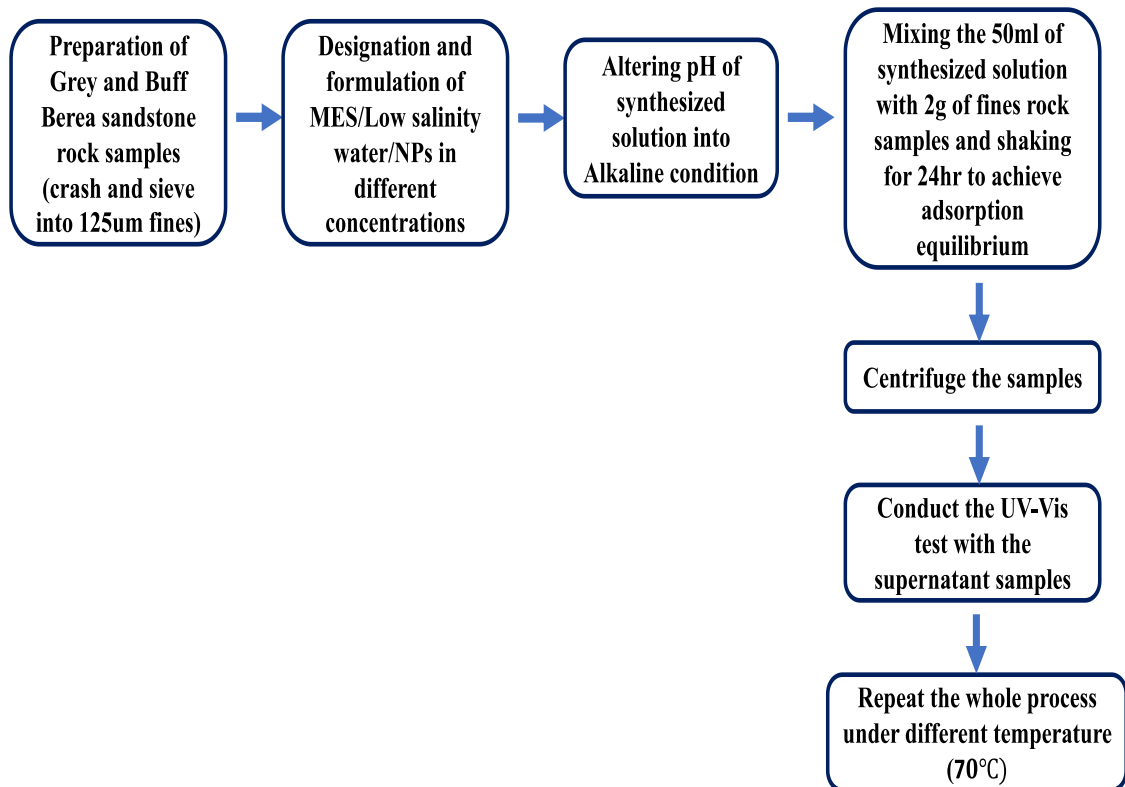 Preparation of
Grey and Buff
Berea sandstone
rock samples
(crash and sieve
into 125um fines)
Designation and
formulation of
MES/Low salinity
water/NPs in
different
concentrations
Altering pH of
synthesized
solution into
Alkaline condition
Mixing the 50ml of
synthesized solution
with 2g of fines rock
samples and shaking
for 24hr to achieve
adsorption
equilibrium
Centrifuge the samples
Conduct the UV-Vis
test with the
supernatant samples
Repeat the whole process
under different temperature
(70℃)